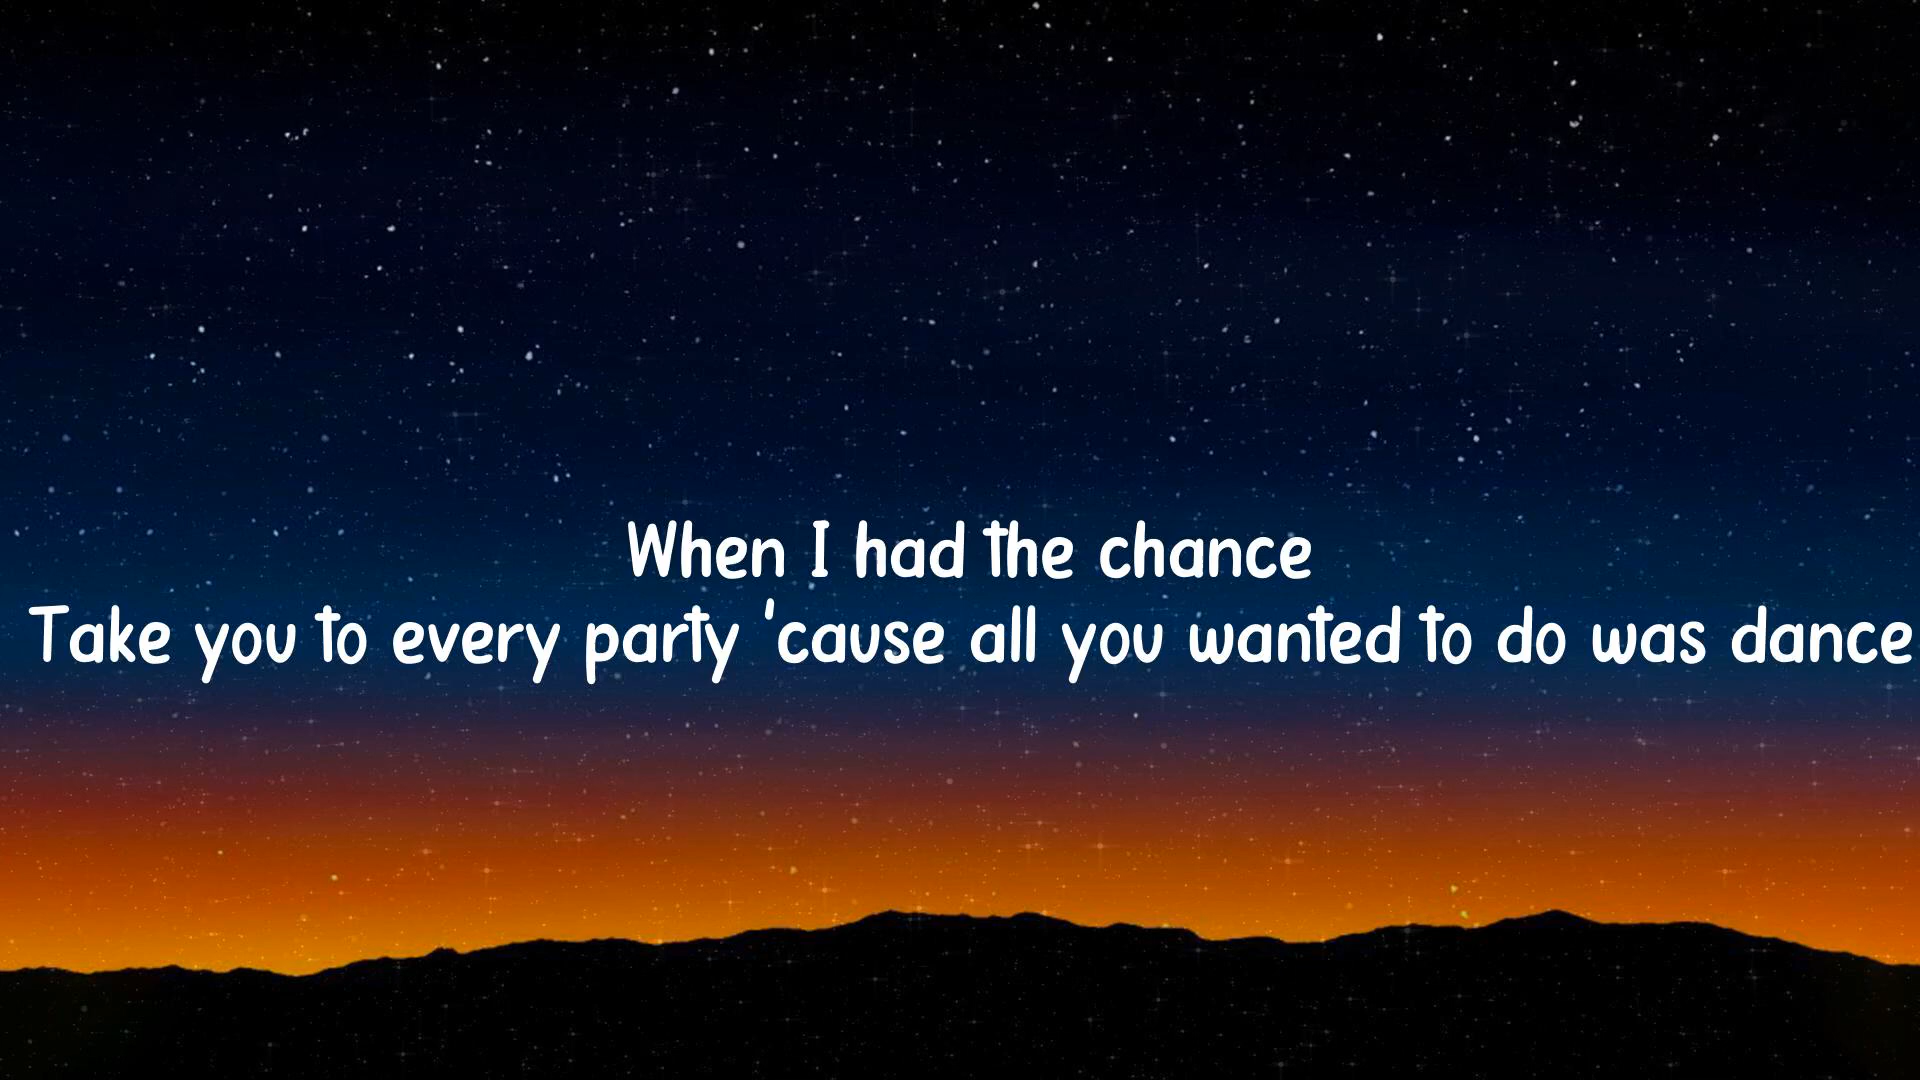 When I had the chance
Take you to every party 'cause all you wanted to do was dance